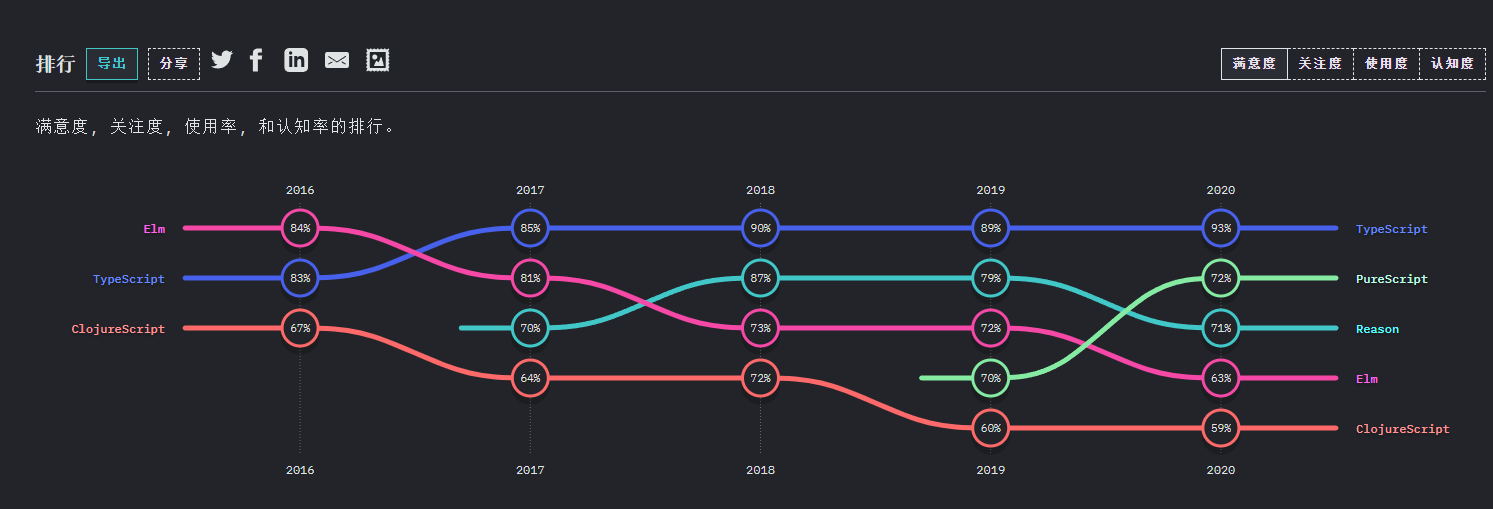 排行 导出 分享 in 满意度 关注度 使用度 认知度
满意度, 关注度, 使用率, 和认知率的排行。
2016 2017 2018 2019 2020
Elm 84% 85% 90% 89% 93% TypeScript
TypeScript 83% 81% 87% 79% 72% PureScript
ClojureScript 67% 70% 73% 72% 71% Reason
64% 72% 70% 63% Elm
60% 59% ClojureScript
2016 2017 2018 2019 2020